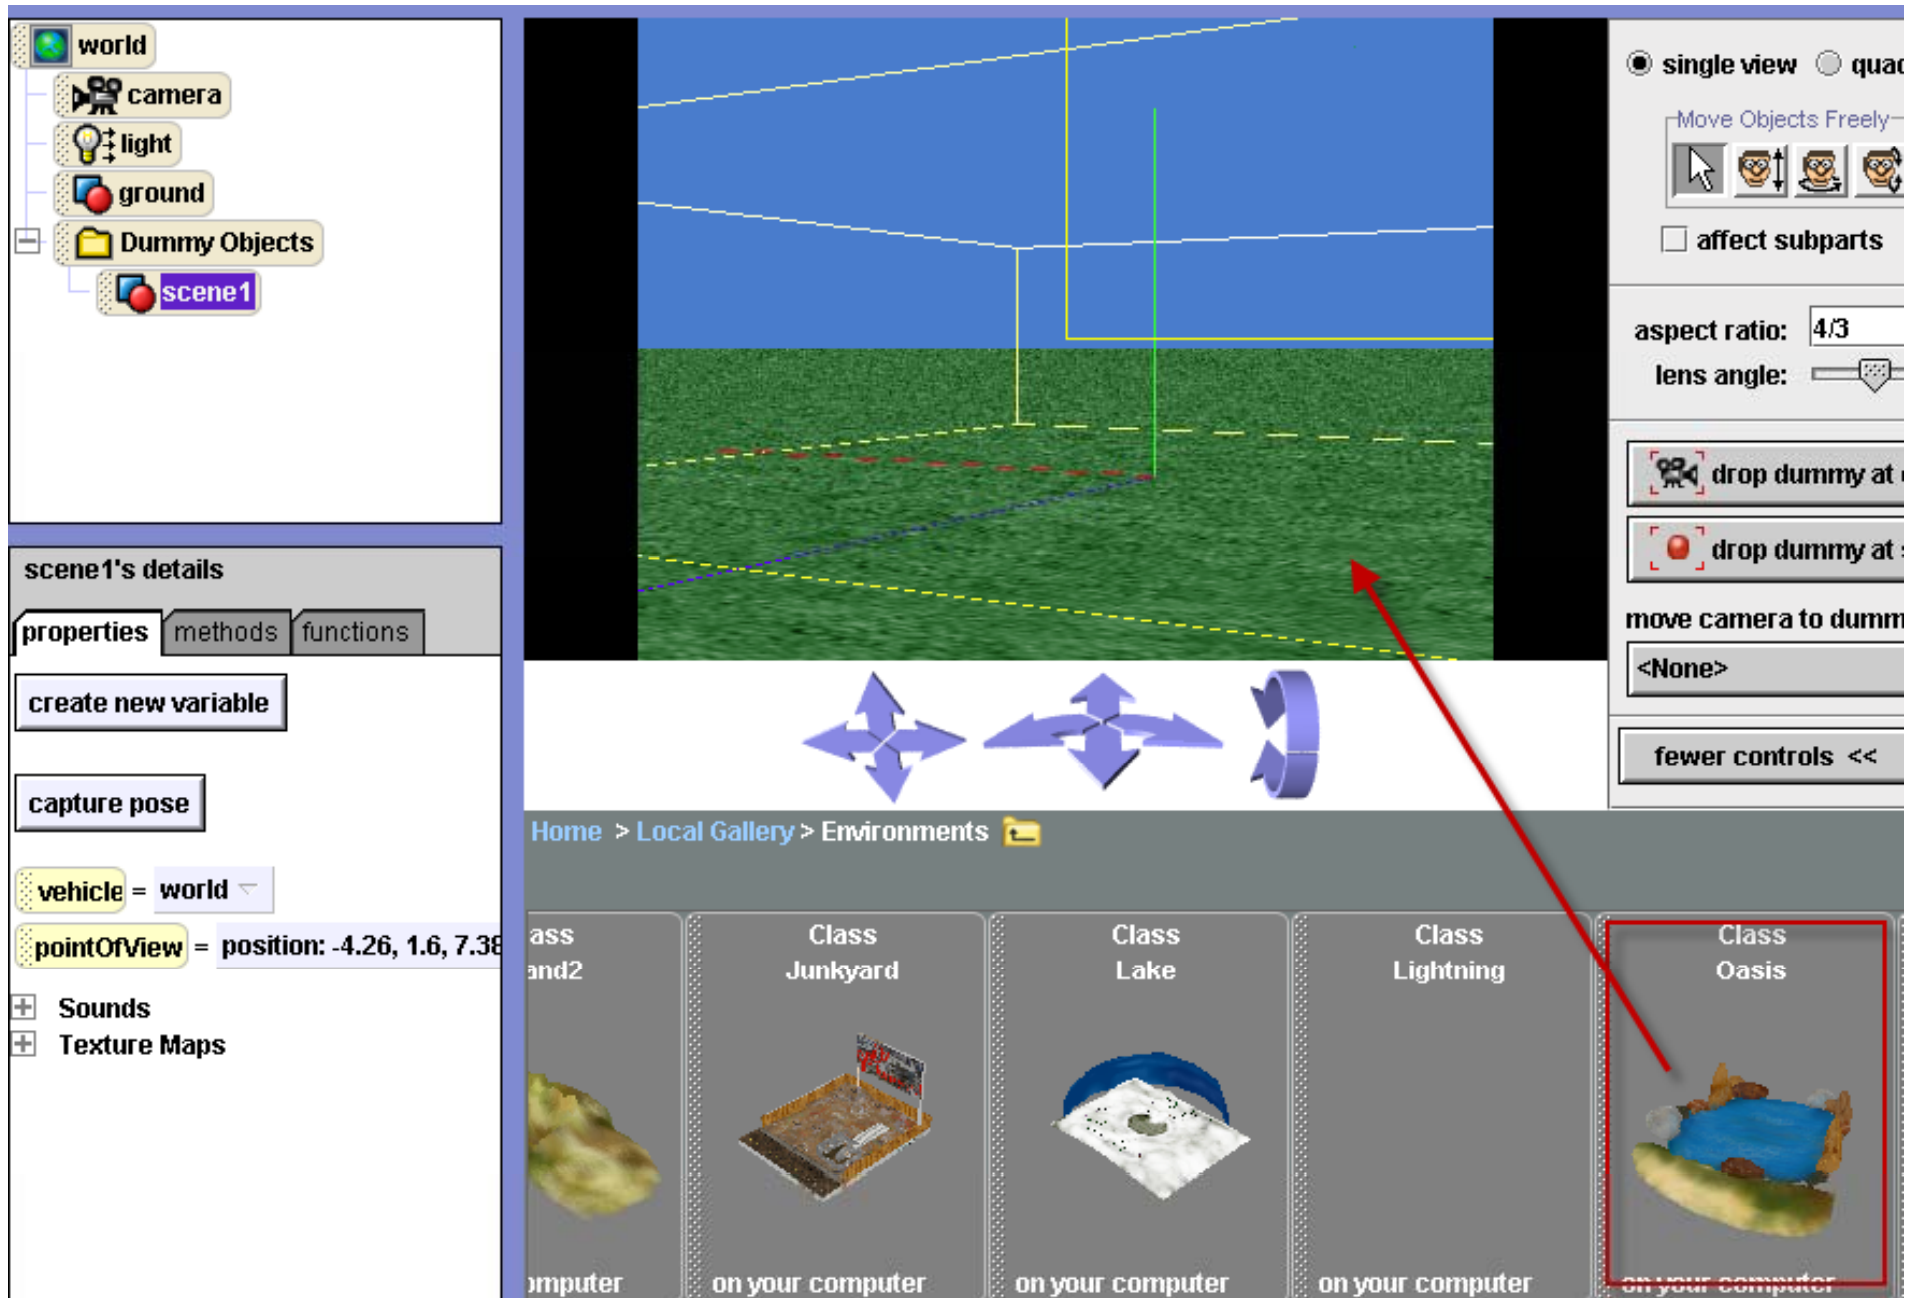 world
camera
light
ground
Dummy Objects
scene1
scene1's details
properties methods functions
create new variable
capture pose
vehicle = world
pointOfView = position: -4.26, 1.6, 7.38
Sounds
Texture Maps
single view
Move Objects Freely
affect subparts
aspect ratio: 4/3
lens angle:
drop dummy at
drop dummy at
move camera to dumm
<None>
fewer controls <<
Home > Local Gallery > Environments
ass
and2
omputer
Class
Junkyard
on your computer
Class
Lake
on your computer
Class
Lightning
on your computer
Class
Oasis
on your computer